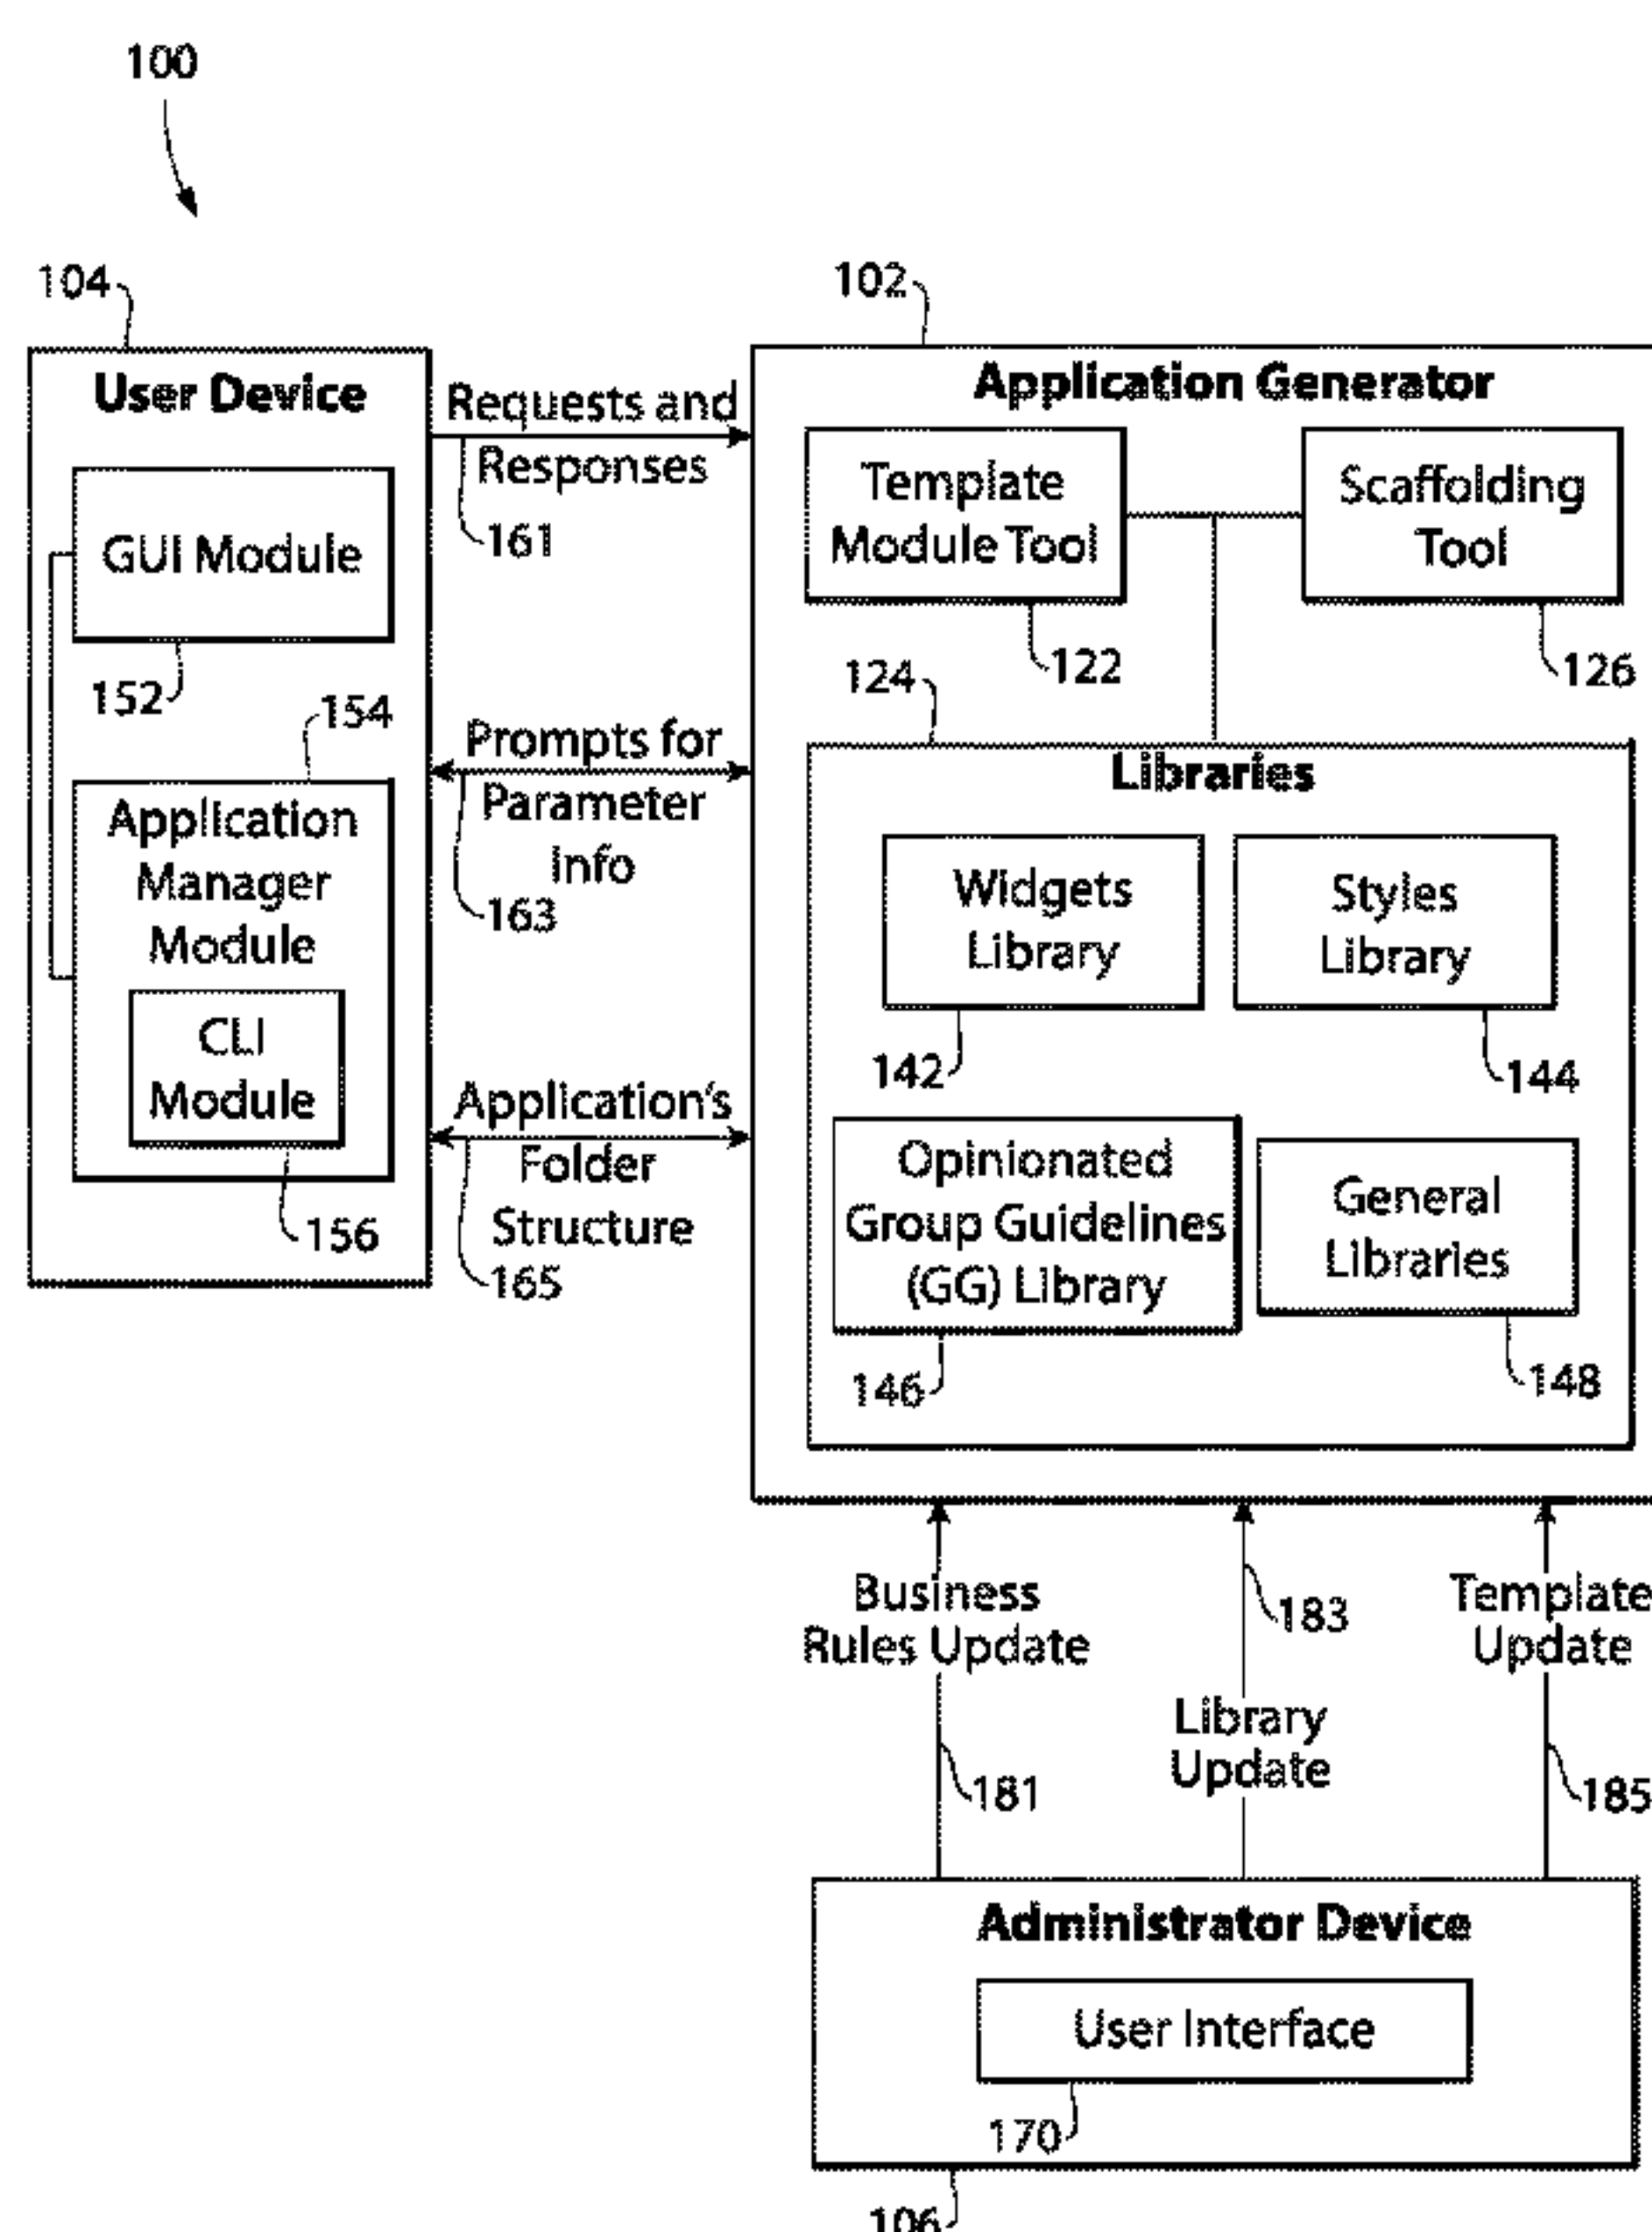 100
104
User Device
GUI Module
152
154
Application
Manager
Module
CLI
Module
156
Requests and
Responses
161
Prompts for
Parameter
Info
163
Application's
Folder
Structure
165
102
Application Generator
Template
Module Tool
122
Scaffolding
Tool
126
124
Libraries
Widgets
Library
142
Styles
Library
144
Opinionated
Group Guidelines
(GG) Library
146
General
Libraries
148
Business
Rules Update
181
183
Library
Update
Template
Update
185
Administrator Device
User Interface
170
106